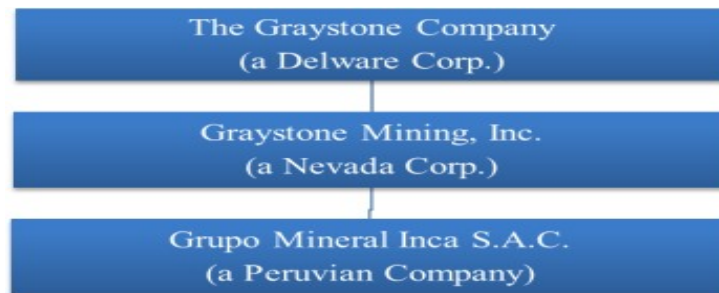 The Graystone Company
(a Delware Corp.)
Graystone Mining, Inc.
(a Nevada Corp.)
Grupo Mineral Inca S.A.C.
(a Peruvian Company)